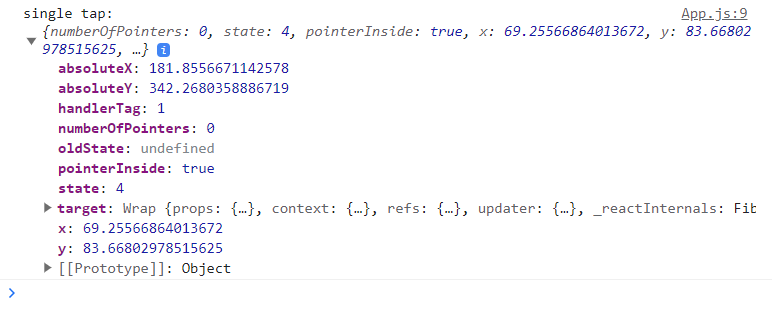 single tap: App.js:9
{numberOfPointers: 0, state: 4, pointerInside: true, x: 69.25566864013672, y: 83.66802
978515625, …} i
absoluteX: 181.8556671142578
absoluteY: 342.2680358886719
handlerTag: 1
numberOfPointers: 0
oldState: undefined
pointerInside: true
state: 4
target: Wrap {props: {…}, context: {…}, refs: {…}, updater: {…}, _reactInternals: Fib
x: 69.25566864013672
y: 83.66802978515625
[[Prototype]]: Object